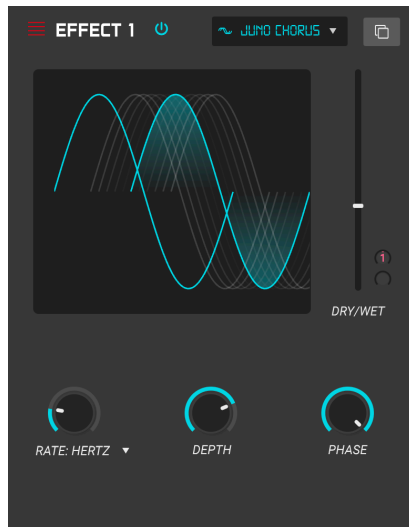 EFFECT 1
JUNO CHORUS
1
DRY/WET
RATE: HERTZ
DEPTH
PHASE